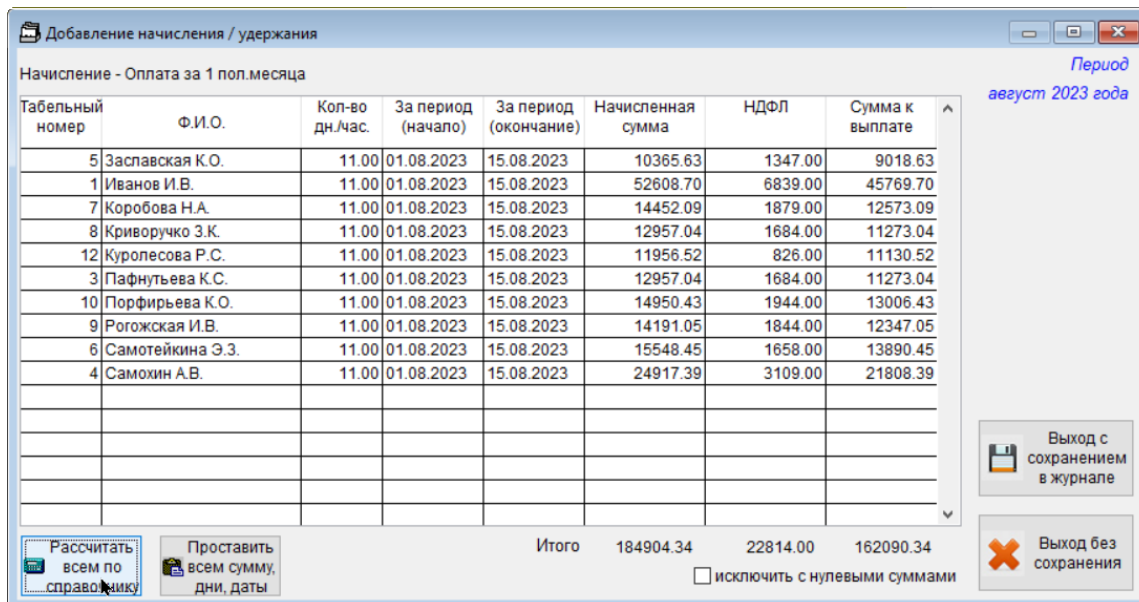 Добавление начисления / удержания
Начисление - Оплата за 1 пол.месяца
Период
август 2023 года
Табельный номер Ф.И.О. Кол-во дн./час. За период (начало) За период (окончание) Начисленная сумма НДФЛ Сумма к выплате
5 Заславская К.О. 11.00 01.08.2023 15.08.2023 10365.63 1347.00 9018.63
1 Иванов И.В. 11.00 01.08.2023 15.08.2023 52608.70 6839.00 45769.70
7 Коробова Н.А. 11.00 01.08.2023 15.08.2023 14452.09 1879.00 12573.09
8 Криворучко З.К. 11.00 01.08.2023 15.08.2023 12957.04 1684.00 11273.04
12 Куролесова Р.С. 11.00 01.08.2023 15.08.2023 11956.52 826.00 11130.52
3 Пафнутьева К.С. 11.00 01.08.2023 15.08.2023 12957.04 1684.00 11273.04
10 Порфирьева К.О. 11.00 01.08.2023 15.08.2023 14950.43 1944.00 13006.43
9 Рогожская И.В. 11.00 01.08.2023 15.08.2023 14191.05 1844.00 12347.05
6 Самотейкина Э.З. 11.00 01.08.2023 15.08.2023 15548.45 1658.00 13890.45
4 Самохин А.В. 11.00 01.08.2023 15.08.2023 24917.39 3109.00 21808.39
Выход с
сохранением
в журнале
Рассчитать
всем по
справочнику
Проставить
всем сумму,
дни, даты
Итого 184904.34 22814.00 162090.34
исключить с нулевыми суммами
Выход без
сохранения